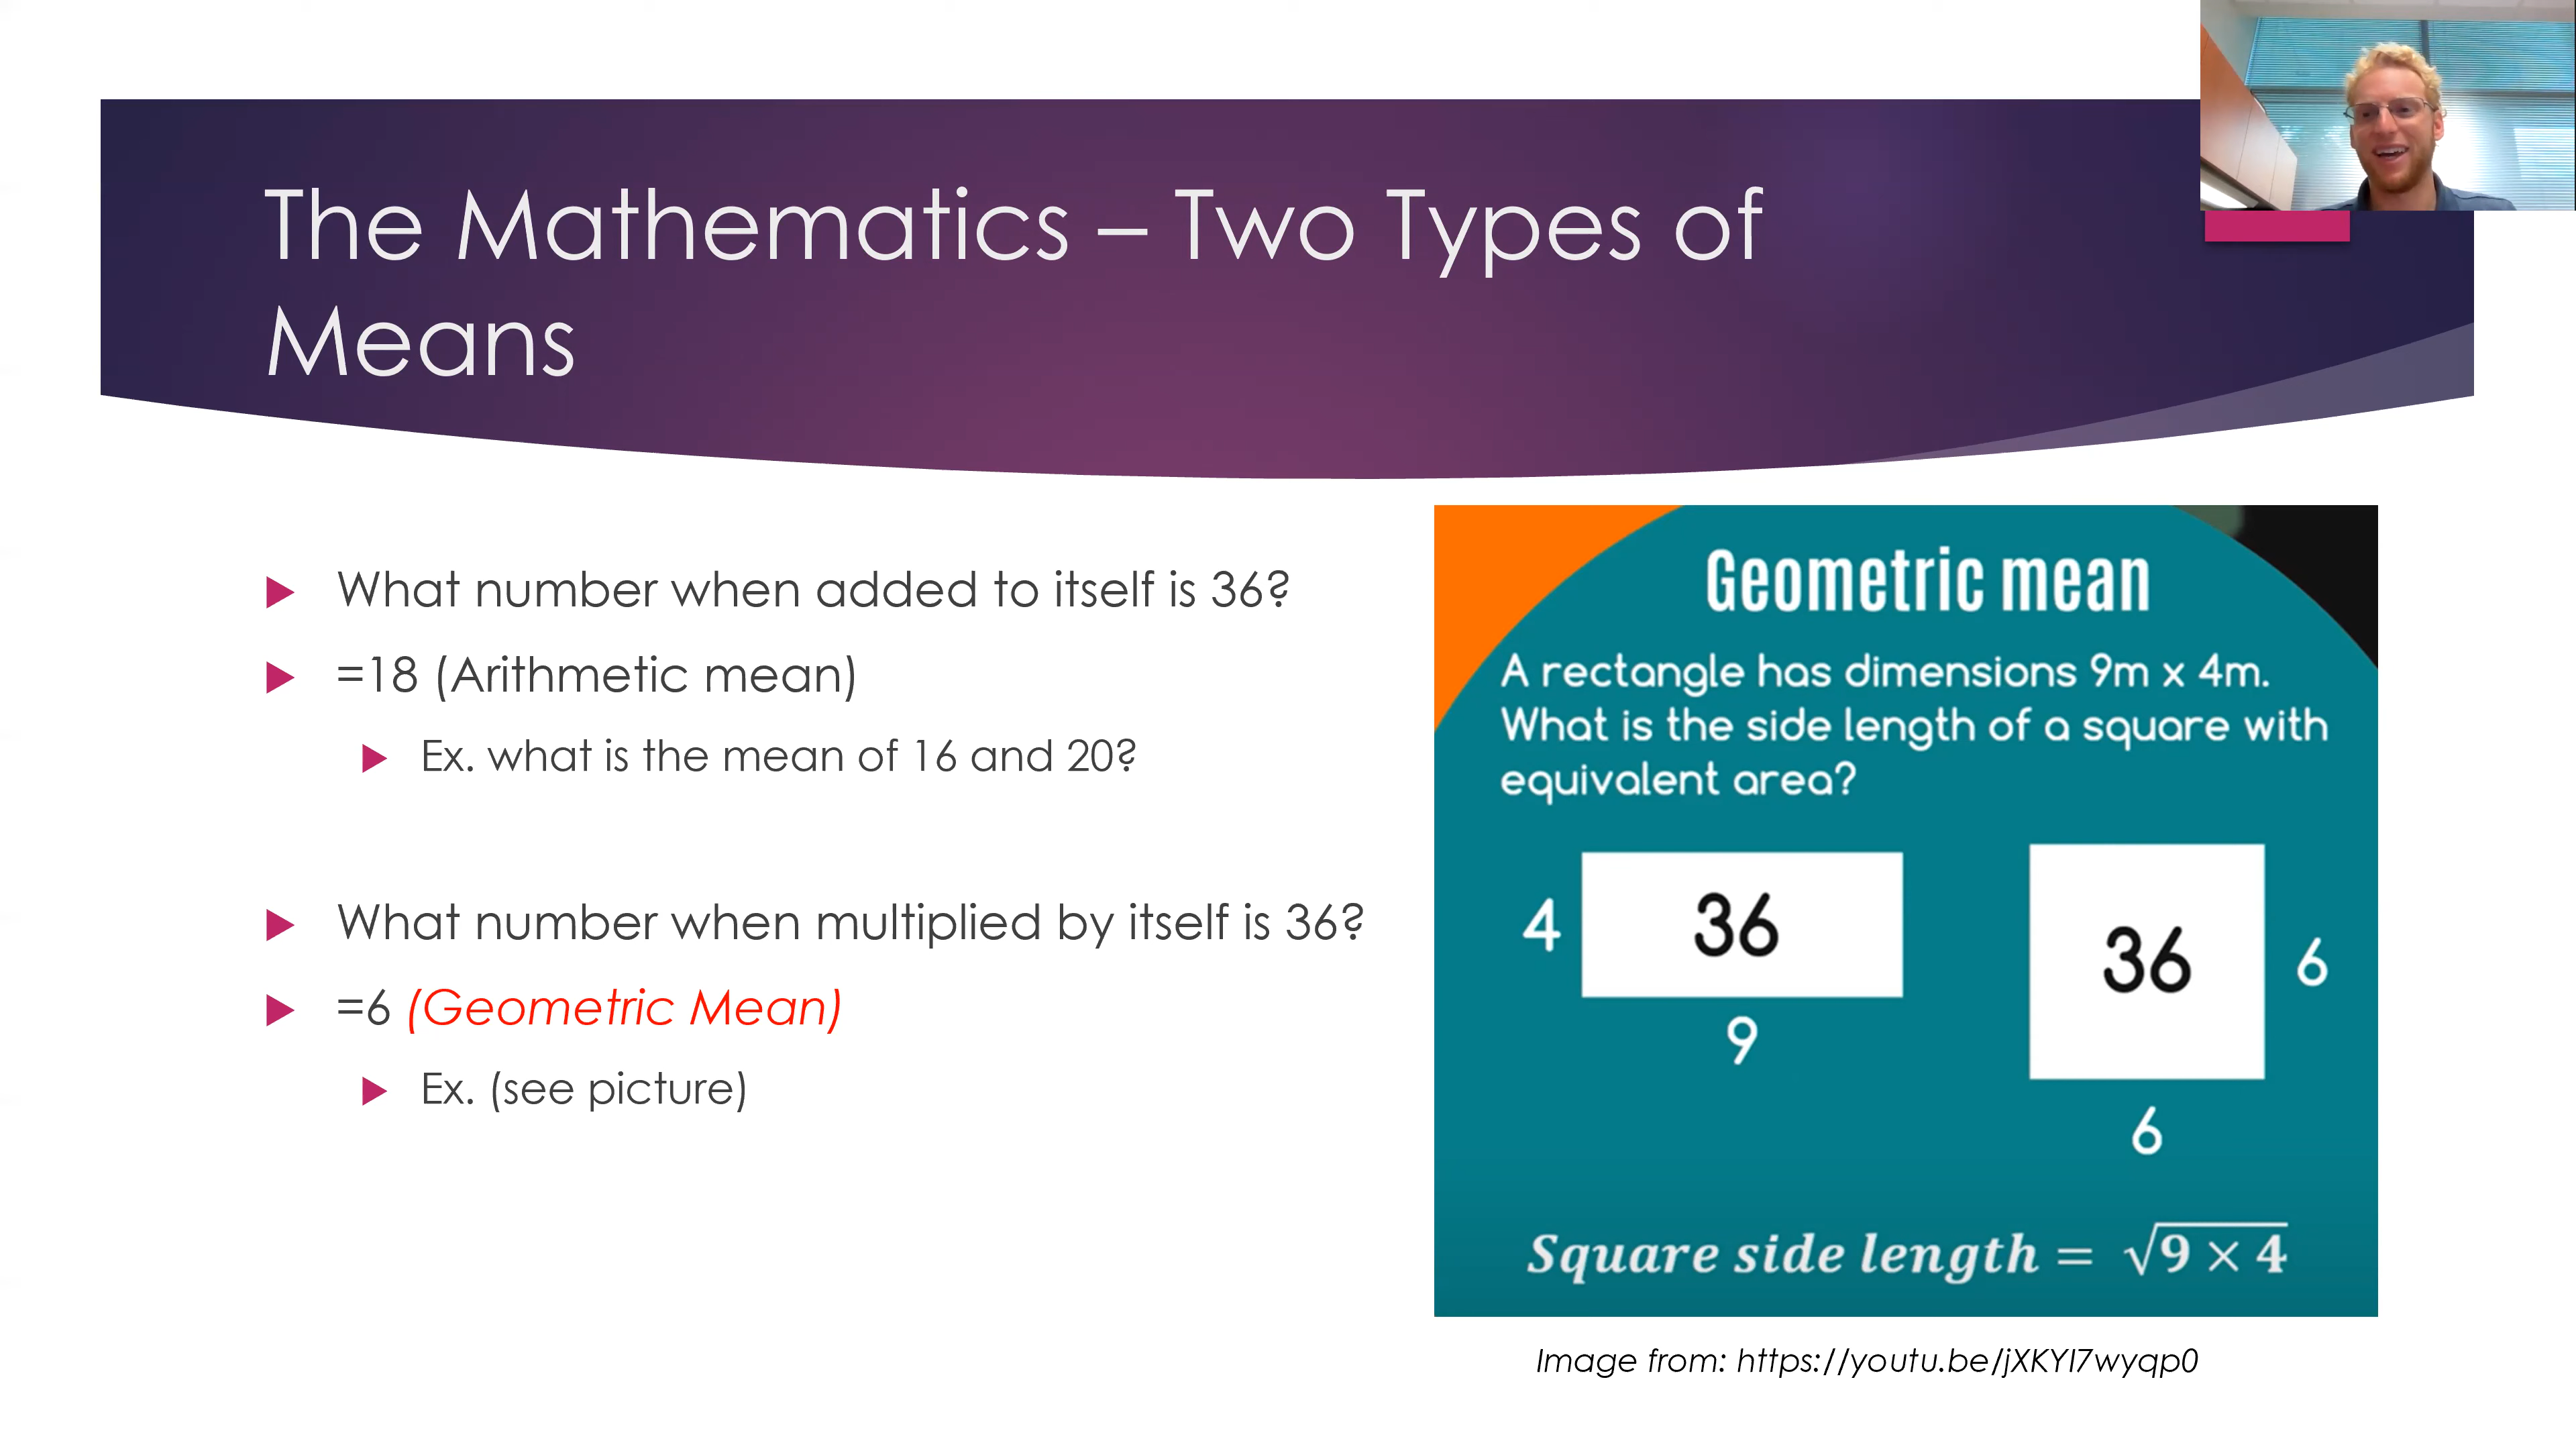 The Mathematics – Two Types of
Means
What number when added to itself is 36?
=18 (Arithmetic mean)
Ex. what is the mean of 16 and 20?
What number when multiplied by itself is 36?
=6 (Geometric Mean)
Ex. (see picture)
Geometric mean
A rectangle has dimensions 9m x 4m.
What is the side length of a square with
equivalent area?
4
36
9
36
6
6
Square side length = √9 × 4
Image from: https://youtu.be/jXKYI7wyqp0